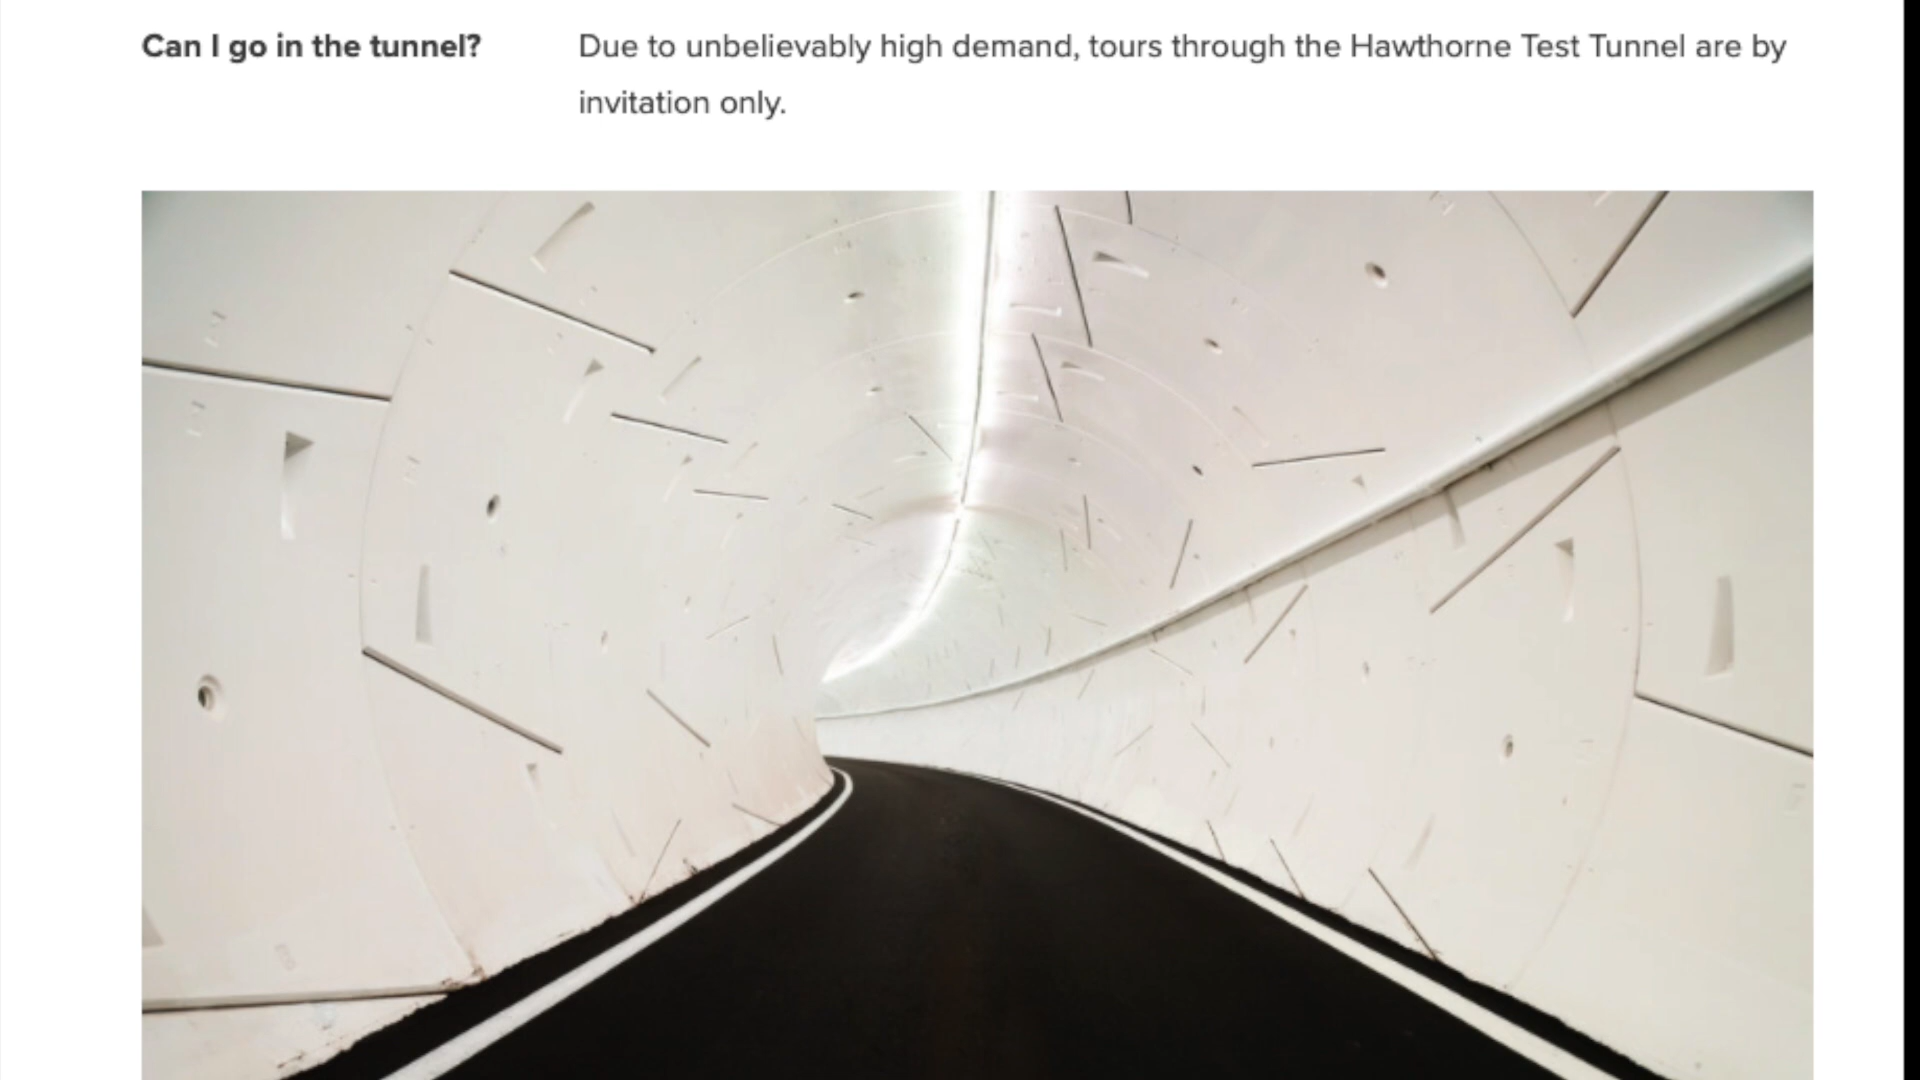 Can I go in the tunnel?
Due to unbelievably high demand, tours through the Hawthorne Test Tunnel are by
invitation only.